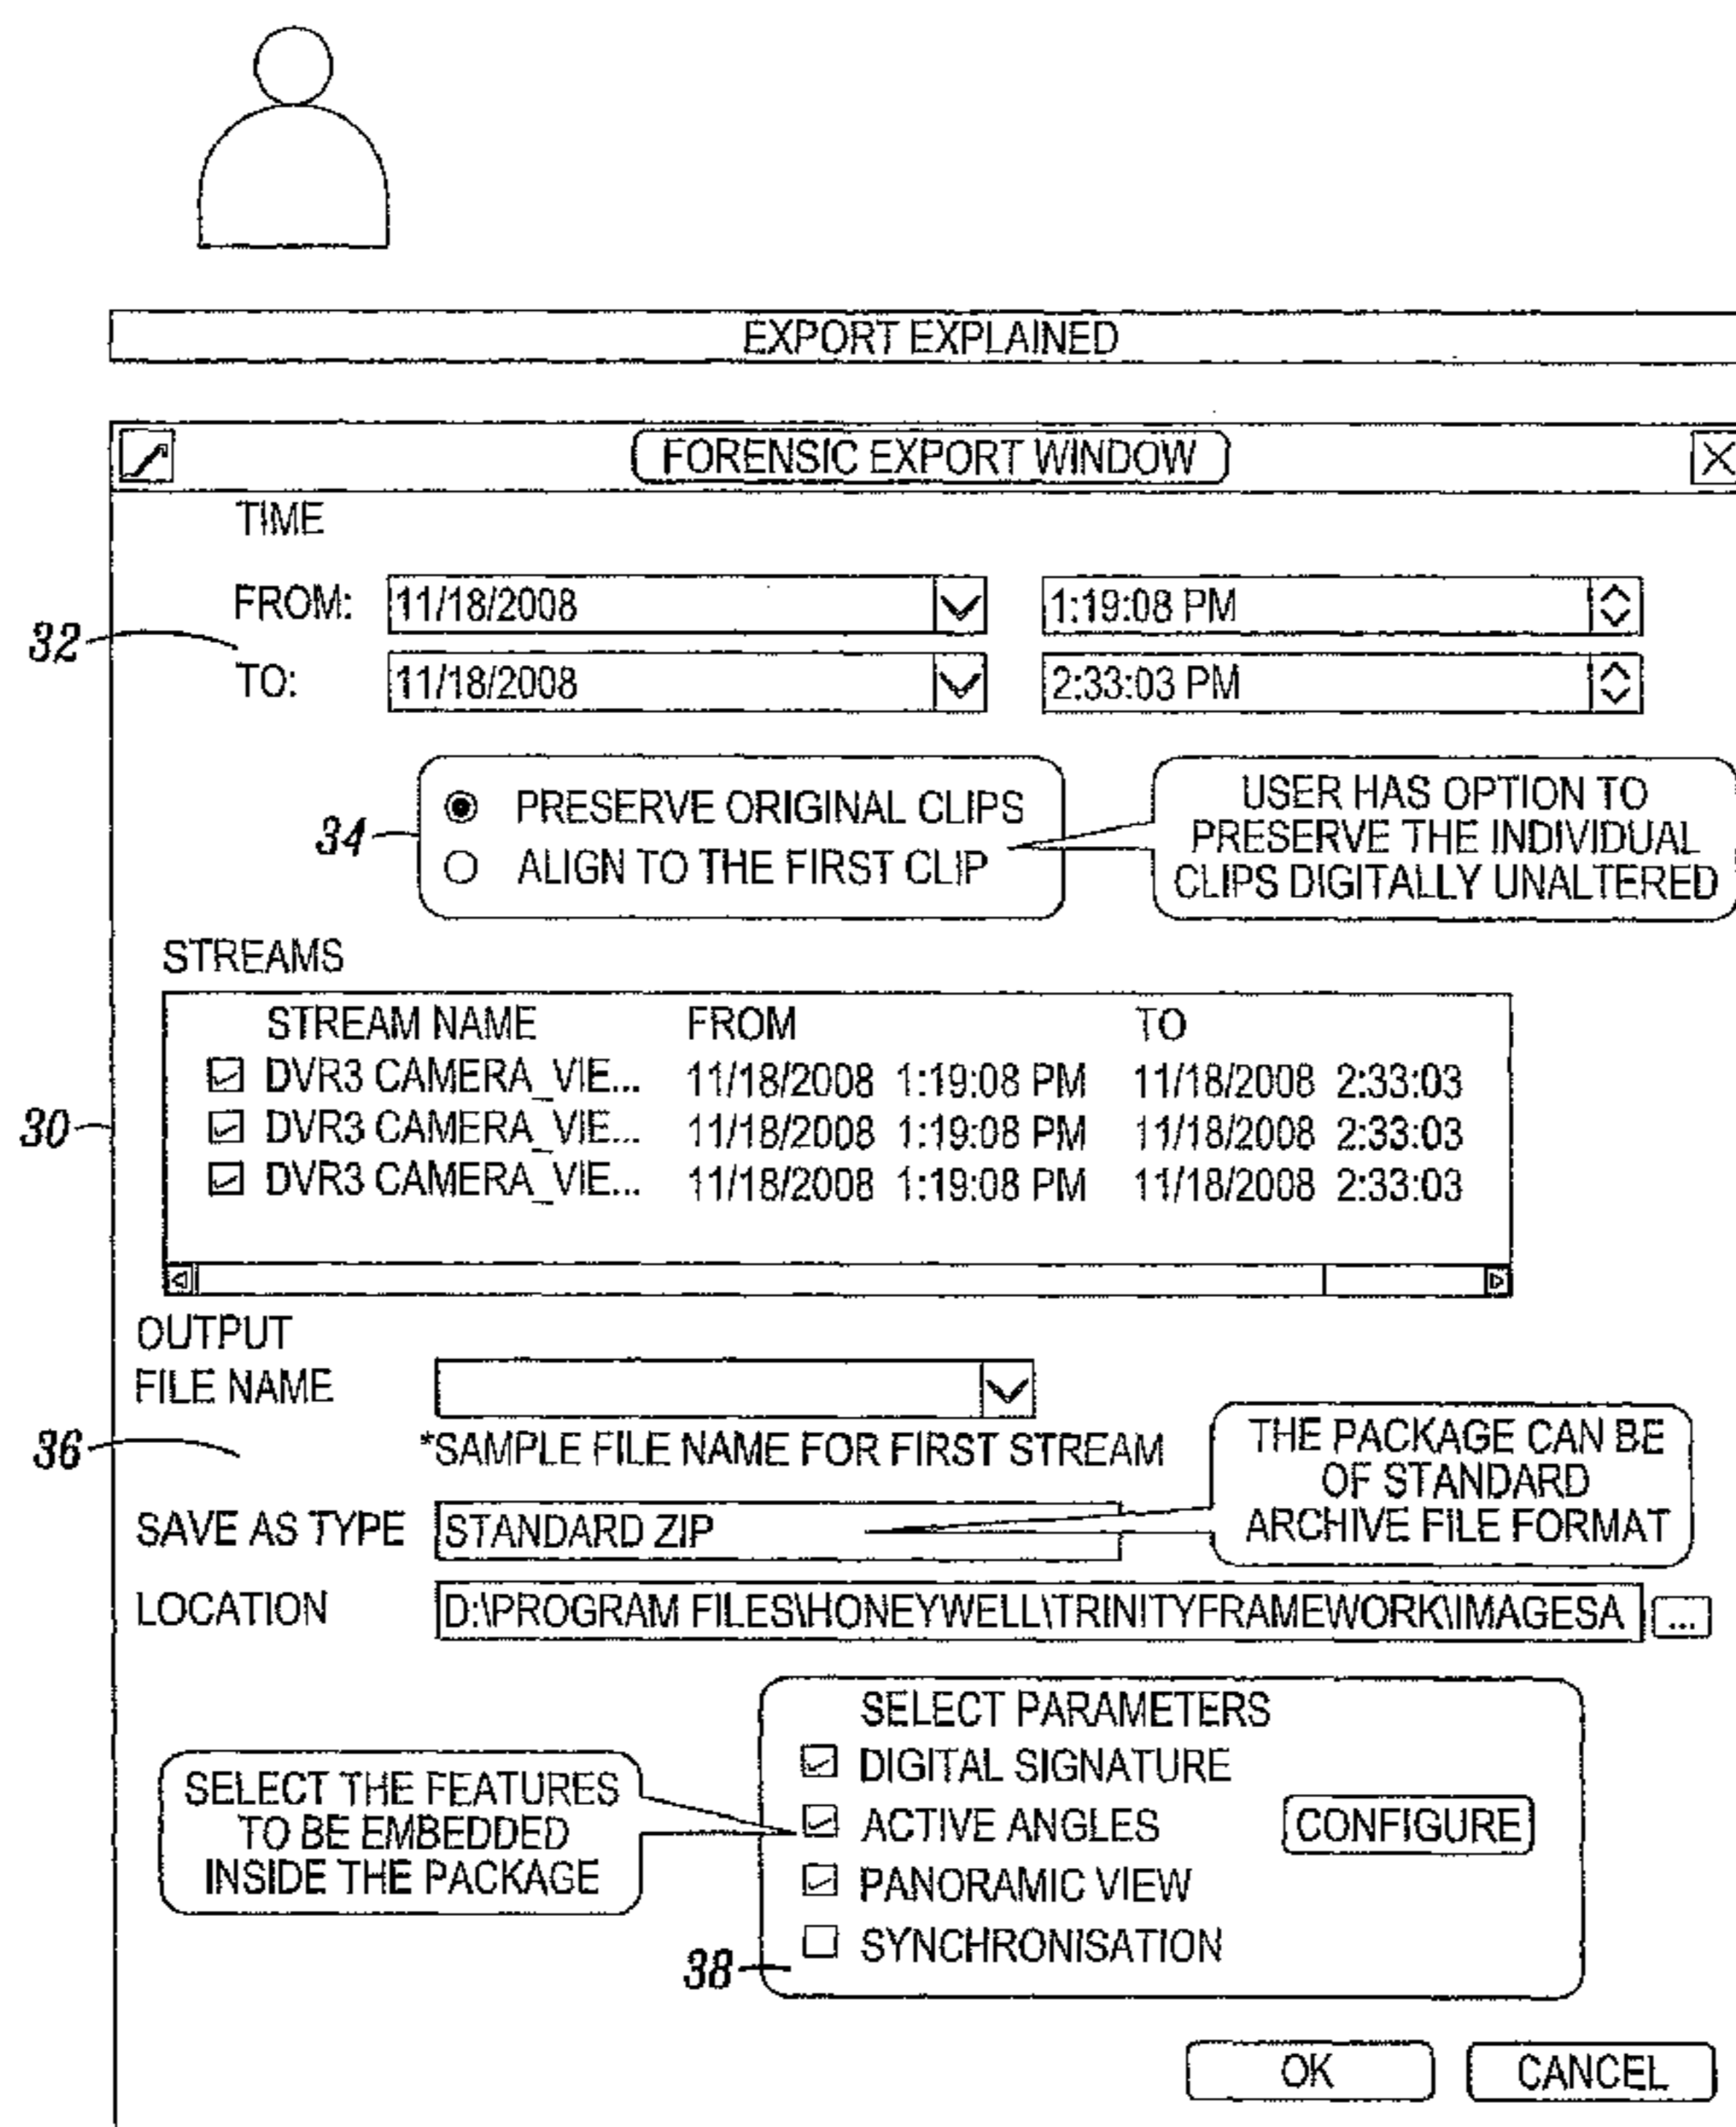 EXPORT EXPLAINED
FORENSIC EXPORT WINDOW
TIME
FROM: 11/18/2008 1:19:08 PM
32
TO: 11/18/2008 2:33:03 PM
34
PRESERVE ORIGINAL CLIPS
ALIGN TO THE FIRST CLIP
USER HAS OPTION TO
PRESERVE THE INDIVIDUAL
CLIPS DIGITALLY UNALTERED
STREAMS
STREAM NAME FROM TO
DVR3 CAMERA_VIE... 11/18/2008 1:19:08 PM 11/18/2008 2:33:03
30
DVR3 CAMERA_VIE... 11/18/2008 1:19:08 PM 11/18/2008 2:33:03
DVR3 CAMERA_VIE... 11/18/2008 1:19:08 PM 11/18/2008 2:33:03
OUTPUT
FILE NAME
36
*SAMPLE FILE NAME FOR FIRST STREAM
THE PACKAGE CAN BE
OF STANDARD
ARCHIVE FILE FORMAT
SAVE AS TYPE STANDARD ZIP
LOCATION D:\PROGRAM FILES\HONEYWELL\TRINITYFRAMEWORK\IMAGESA ...
SELECT PARAMETERS
DIGITAL SIGNATURE
ACTIVE ANGLES CONFIGURE
PANORAMIC VIEW
SYNCHRONISATION
38
SELECT THE FEATURES
TO BE EMBEDDED
INSIDE THE PACKAGE
OK CANCEL